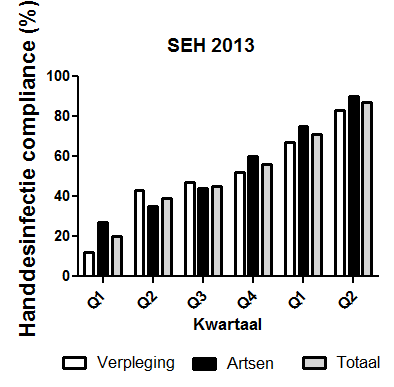 SEH 2013
Handdesinfectie compliance (%)
100
80
60
40
20
0
Q1 Q2 Q3 Q4 Q1 Q2
Kwartaal
Verpleging Artsen Totaal